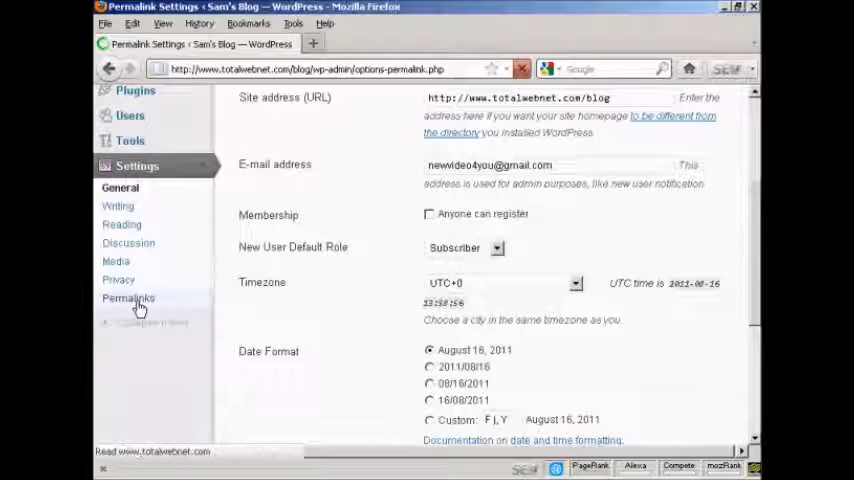 Permalink Settings ‹ Sam's Blog — WordPress - Mozilla Firefox
File Edit View History Bookmarks Tools Help
Permalink Settings ‹ Sam's Blog — WordPress
http://www.totalwebnet.com/blog/wp-admin/options-permalink.php
Google
Plugins
Site address (URL) http://www.totalwebnet.com/blog Enter the
Users
address here if you want your site homepage to be different from
the directory you installed WordPress.
Tools
Settings
E-mail address newvideo4you@gmail.com This
address is used for admin purposes, like new user notification
General
Writing
Membership Anyone can register
Reading
Discussion
New User Default Role Subscriber
Media
Privacy
Timezone UTC+0 UTC time is 2011-08-16
13:58:56
Permalinks
Choose a city in the same timezone as you.
Collapse menu
Date Format August 16, 2011
2011/08/16
08/16/2011
16/08/2011
Custom: F j, Y August 16, 2011
Documentation on date and time formatting.
Read www.totalwebnet.com
PageRank Alexa Compete mozRank